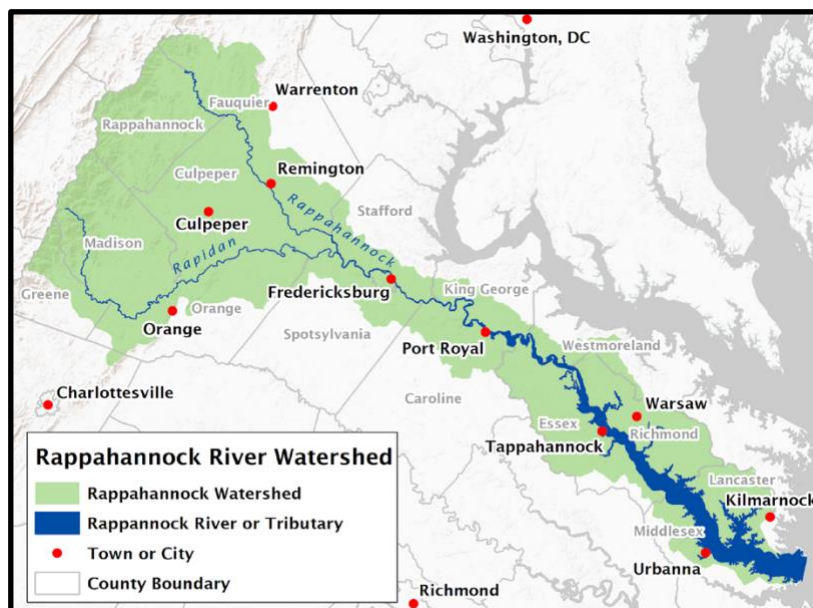 Washington, DC
Warrenton
Fauquier
Rappahannock
Remington
Culpeper
Culpeper
Rappahannock
Stafford
Madison
Rapidan
Greene
Fredericksburg
King George
Orange
Orange
Spotsylvania
Port Royal
Westmoreland
Charlottesville
Caroline
Warsaw
Essex
Richmond
Tappahannock
Lancaster
Kilmarnock
Middlesex
Urbanna
Richmond
Rappahannock River Watershed
Rappahannock Watershed
Rappannock River or Tributary
Town or City
County Boundary